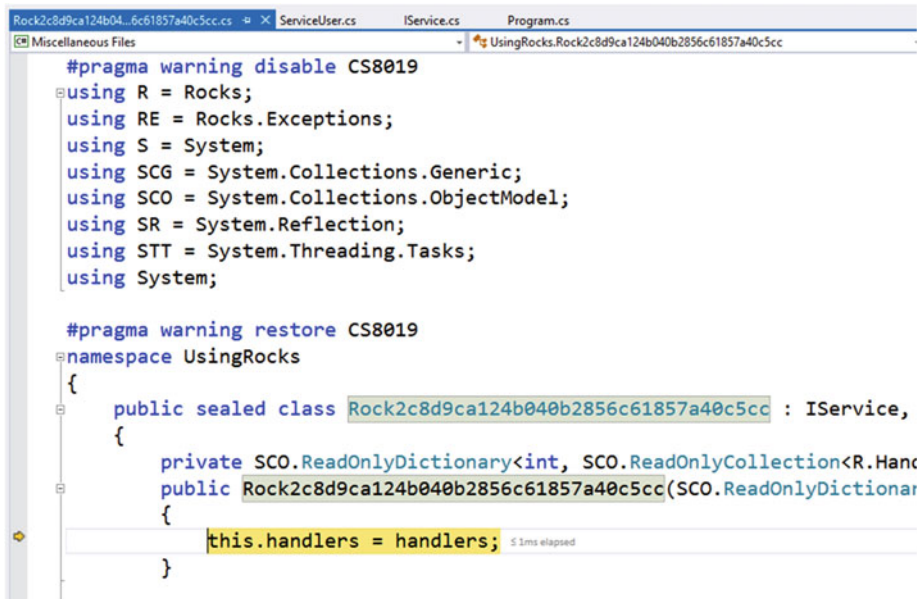 Rock2c8d9ca124b04...6c61857a40c5cc.cs ServiceUser.cs IService.cs Program.cs
C# Miscellaneous Files UsingRocks.Rock2c8d9ca124b040b2856c61857a40c5cc
#pragma warning disable CS8019
using R = Rocks;
using RE = Rocks.Exceptions;
using S = System;
using SCG = System.Collections.Generic;
using SCO = System.Collections.ObjectModel;
using SR = System.Reflection;
using STT = System.Threading.Tasks;
using System;
#pragma warning restore CS8019
namespace UsingRocks
{
public sealed class Rock2c8d9ca124b040b2856c61857a40c5cc : IService,
{
private SCO.ReadOnlyDictionary<int, SCO.ReadOnlyCollection<R.Hand
public Rock2c8d9ca124b040b2856c61857a40c5cc(SCO.ReadOnlyDictionar
{
this.handlers = handlers; ≤ 1ms elapsed
}